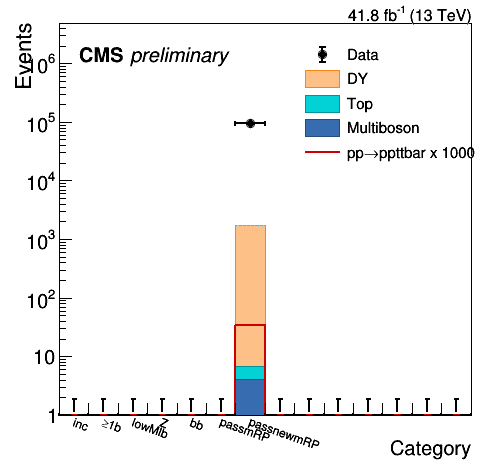 41.8 fb⁻¹ (13 TeV)
Events
CMS preliminary
Data
DY
Top
Multiboson
pp→ppttbar x 1000
10⁶
10⁵
10⁴
10³
10²
10
1
inc
≥1b
lowMlb
Z
bb
passmRP
passnewmRP
Category